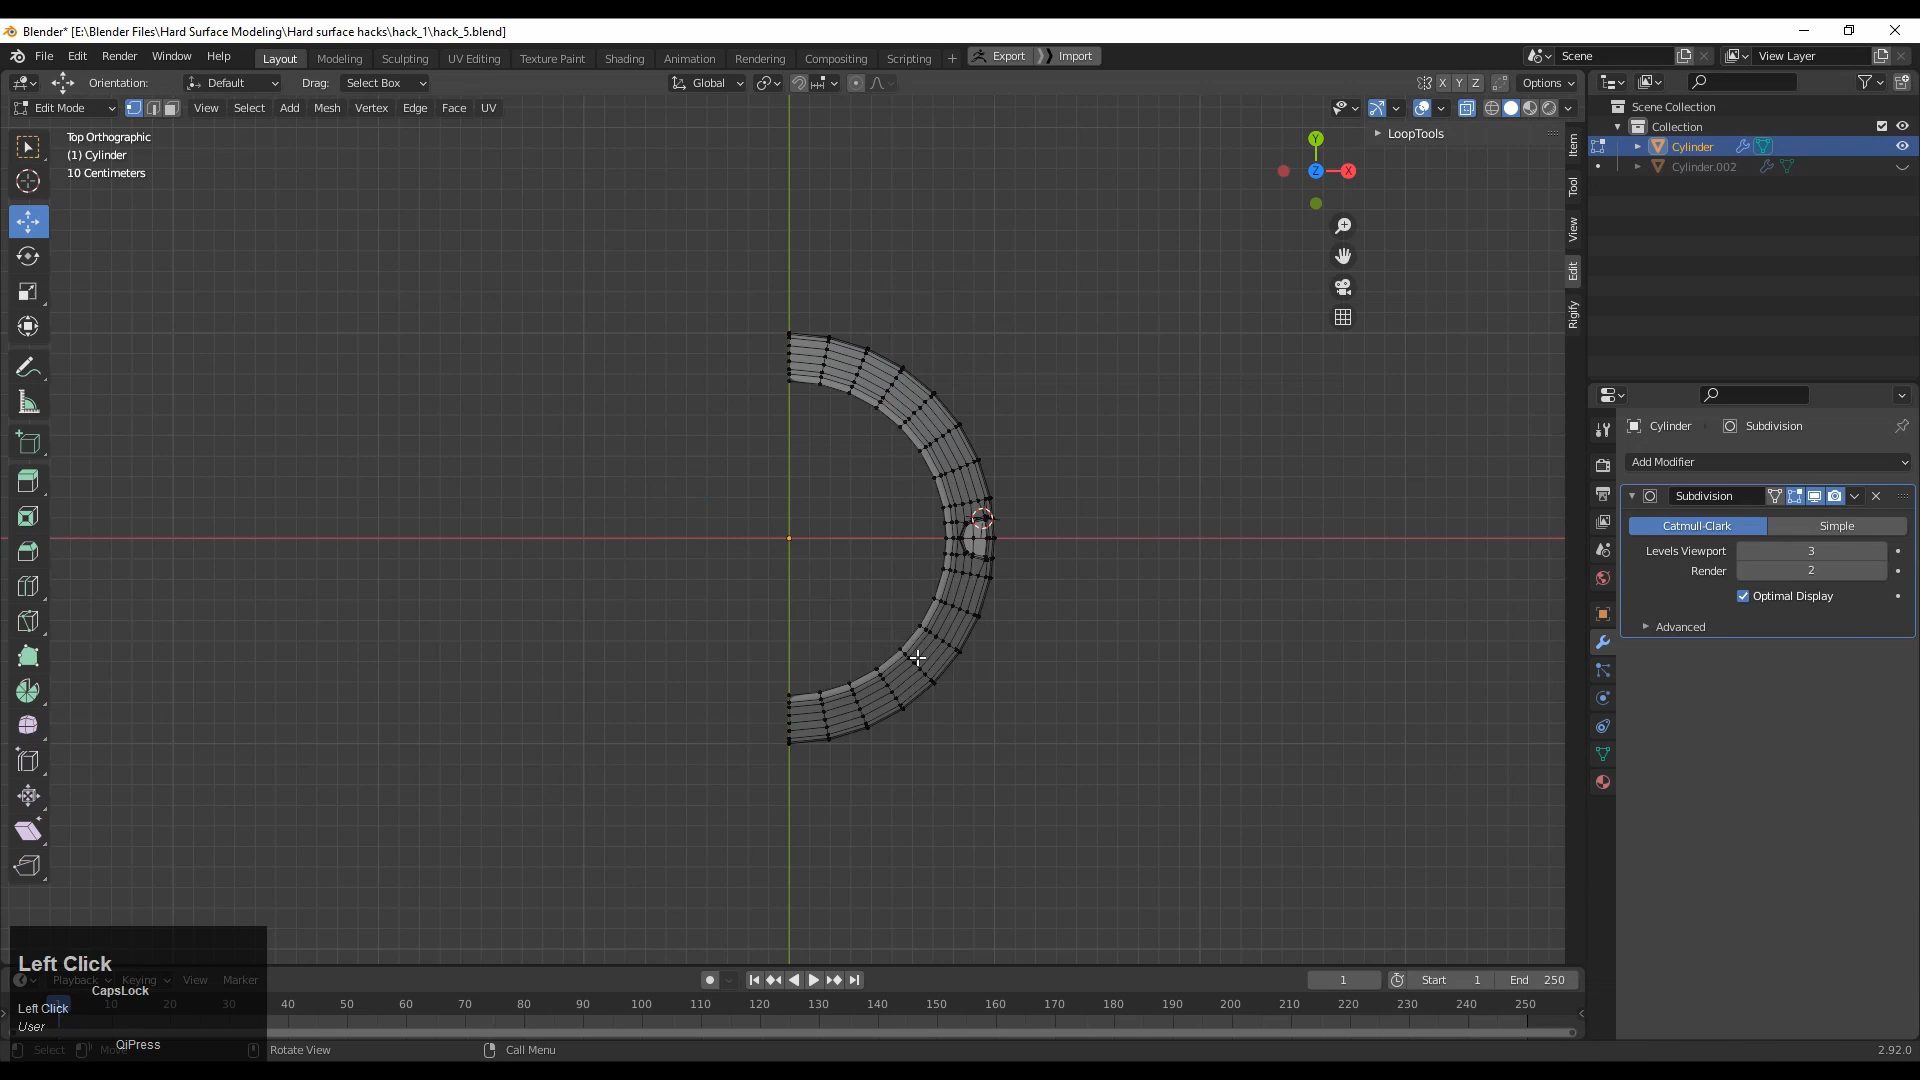 Blender* [E:\Blender Files\Hard Surface Modeling\Hard surface hacks\hack_1\hack_5.blend]
File Edit Render Window Help Layout Modeling Sculpting UV Editing Texture Paint Shading Animation Rendering Compositing Scripting + Export Import Scene View Layer
Orientation: Default Drag: Select Box Global X Y Z Options
Edit Mode View Select Add Mesh Vertex Edge Face UV
Top Orthographic
(1) Cylinder
10 Centimeters
LoopTools
Y
Z
X
Item
Tool
View
Edit
Rigify
Scene Collection
Collection
Cylinder
Cylinder.002
Cylinder Subdivision
Add Modifier
Subdivision
Catmull-Clark Simple
Levels Viewport 3
Render 2
Optimal Display
Advanced
Left Click
Playback Keying View Marker
CapsLock
Left Click
User
QiPress
1 Start 1 End 250
1 10 20 30 40 50 60 70 80 90 100 110 120 130 140 150 160 170 180 190 200 210 220 230 240 250
Select Move Rotate View Call Menu 2.92.0